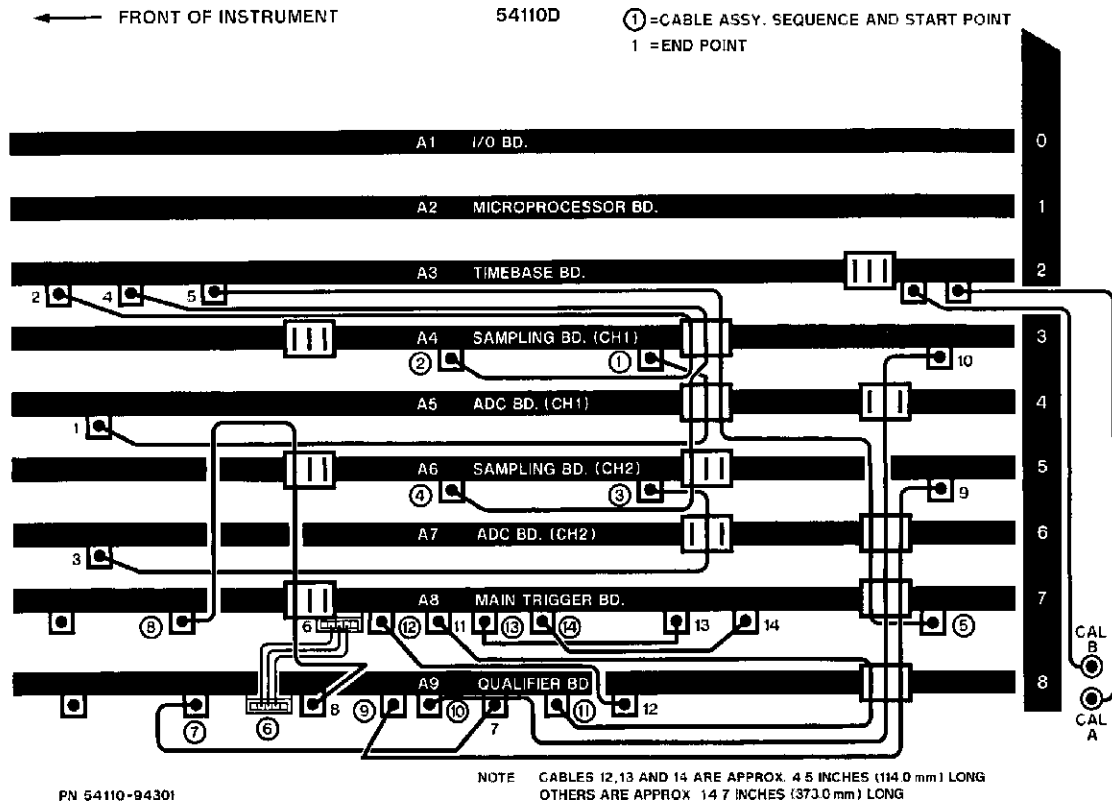 FRONT OF INSTRUMENT
54110D
① =CABLE ASSY. SEQUENCE AND START POINT
1 =END POINT
A1 I/O BD. 0
A2 MICROPROCESSOR BD. 1
A3 TIMEBASE BD. 2
2 4 5
A4 SAMPLING BD. (CH1) 3
② ① 10
A5 ADC BD. (CH1) 4
1
A6 SAMPLING BD. (CH2) 5
④ ③ 9
A7 ADC BD. (CH2) 6
3
A8 MAIN TRIGGER BD. 7
⑧ 6 ⑫ 11 ⑬ ⑭ 13 14 ⑤
CAL B
A9 QUALIFIER BD 8
⑦ ⑥ 8 ⑨ ⑩ 7 ⑪ 12
CAL A
NOTE CABLES 12,13 AND 14 ARE APPROX. 4 5 INCHES (114.0 mm) LONG
OTHERS ARE APPROX 14 7 INCHES (373.0 mm) LONG
PN 54110-94301